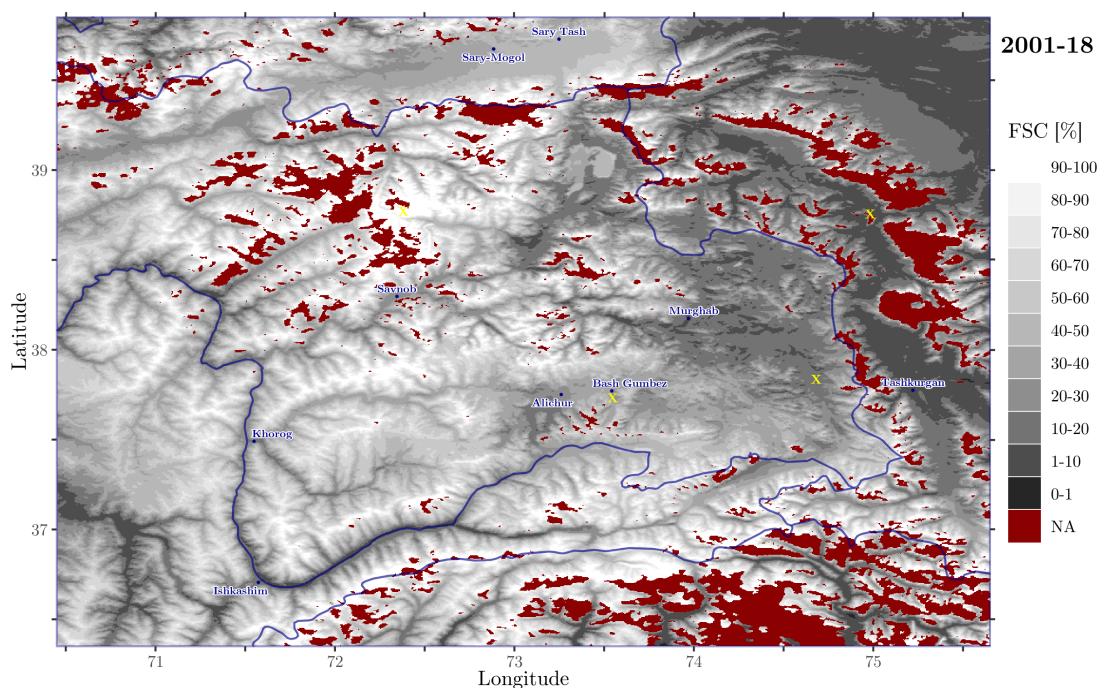 2001-18
Sary Tash
Sary-Mogol
FSC [%]
90-100
80-90
70-80
60-70
50-60
40-50
30-40
20-30
10-20
1-10
0-1
NA
39
38
37
Latitude
x
x
Savnob
Murghab
x
Bash Gumbez
Tashkurgan
x
Alichur
Khorog
Ishkashim
71
72
73
74
75
Longitude